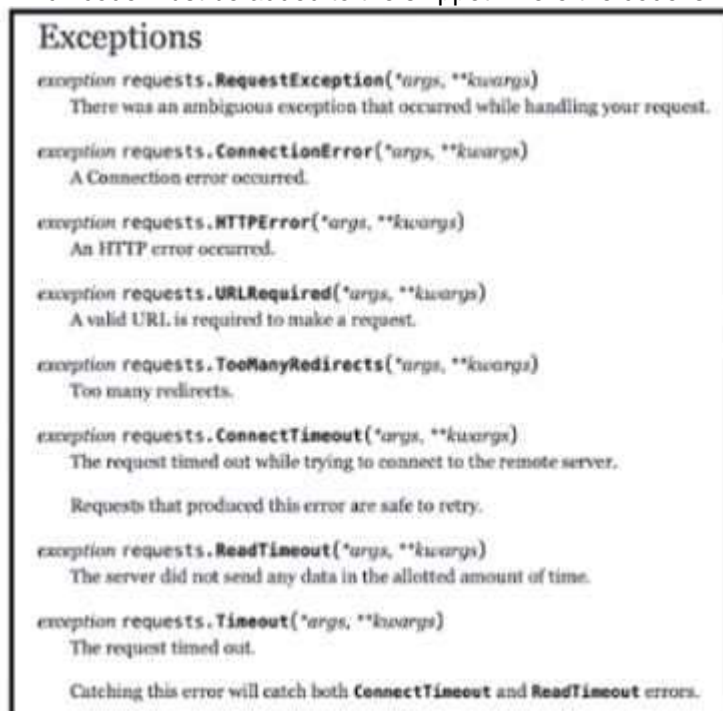 Exceptions
exception requests.RequestException(*args, **kwargs)
There was an ambiguous exception that occurred while handling your request.
exception requests.ConnectionError(*args, **kwargs)
A Connection error occurred.
exception requests.HTTPError(*args, **kwargs)
An HTTP error occurred.
exception requests.URLRequired(*args, **kwargs)
A valid URL is required to make a request.
exception requests.TooManyRedirects(*args, **kwargs)
Too many redirects.
exception requests.ConnectTimeout(*args, **kwargs)
The request timed out while trying to connect to the remote server.
Requests that produced this error are safe to retry.
exception requests.ReadTimeout(*args, **kwargs)
The server did not send any data in the allotted amount of time.
exception requests.Timeout(*args, **kwargs)
The request timed out.
Catching this error will catch both ConnectTimeout and ReadTimeout errors.